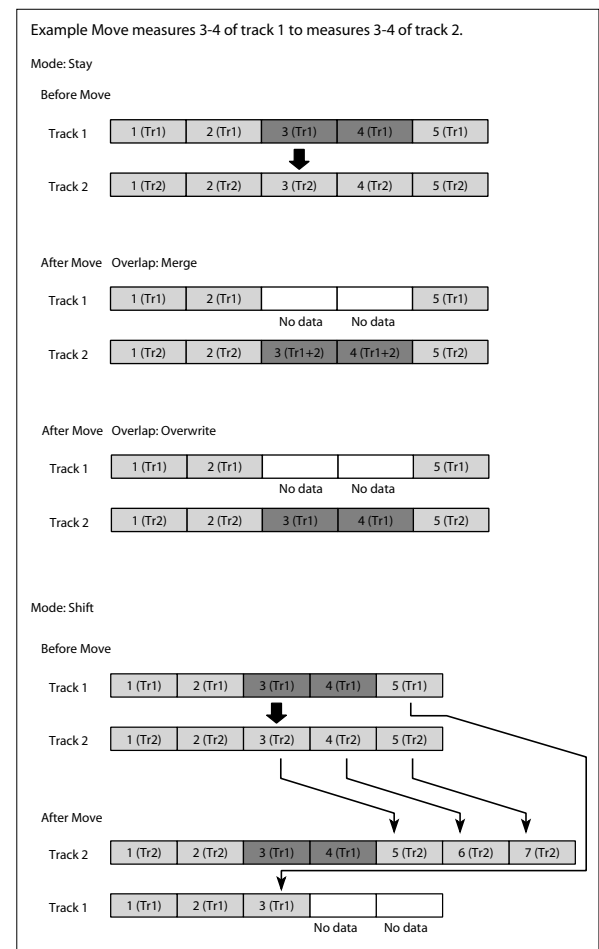 Example Move measures 3-4 of track 1 to measures 3-4 of track 2.
Mode: Stay
Before Move
Track 1 1 (Tr1) 2 (Tr1) 3 (Tr1) 4 (Tr1) 5 (Tr1)
Track 2 1 (Tr2) 2 (Tr2) 3 (Tr2) 4 (Tr2) 5 (Tr2)
After Move Overlap: Merge
Track 1 1 (Tr1) 2 (Tr1) 5 (Tr1)
No data No data
Track 2 1 (Tr2) 2 (Tr2) 3 (Tr1+2) 4 (Tr1+2) 5 (Tr2)
After Move Overlap: Overwrite
Track 1 1 (Tr1) 2 (Tr1) 5 (Tr1)
No data No data
Track 2 1 (Tr2) 2 (Tr2) 3 (Tr1) 4 (Tr1) 5 (Tr2)
Mode: Shift
Before Move
Track 1 1 (Tr1) 2 (Tr1) 3 (Tr1) 4 (Tr1) 5 (Tr1)
Track 2 1 (Tr2) 2 (Tr2) 3 (Tr2) 4 (Tr2) 5 (Tr2)
After Move
Track 2 1 (Tr2) 2 (Tr2) 3 (Tr1) 4 (Tr1) 5 (Tr2) 6 (Tr2) 7 (Tr2)
Track 1 1 (Tr1) 2 (Tr1) 3 (Tr1)
No data No data